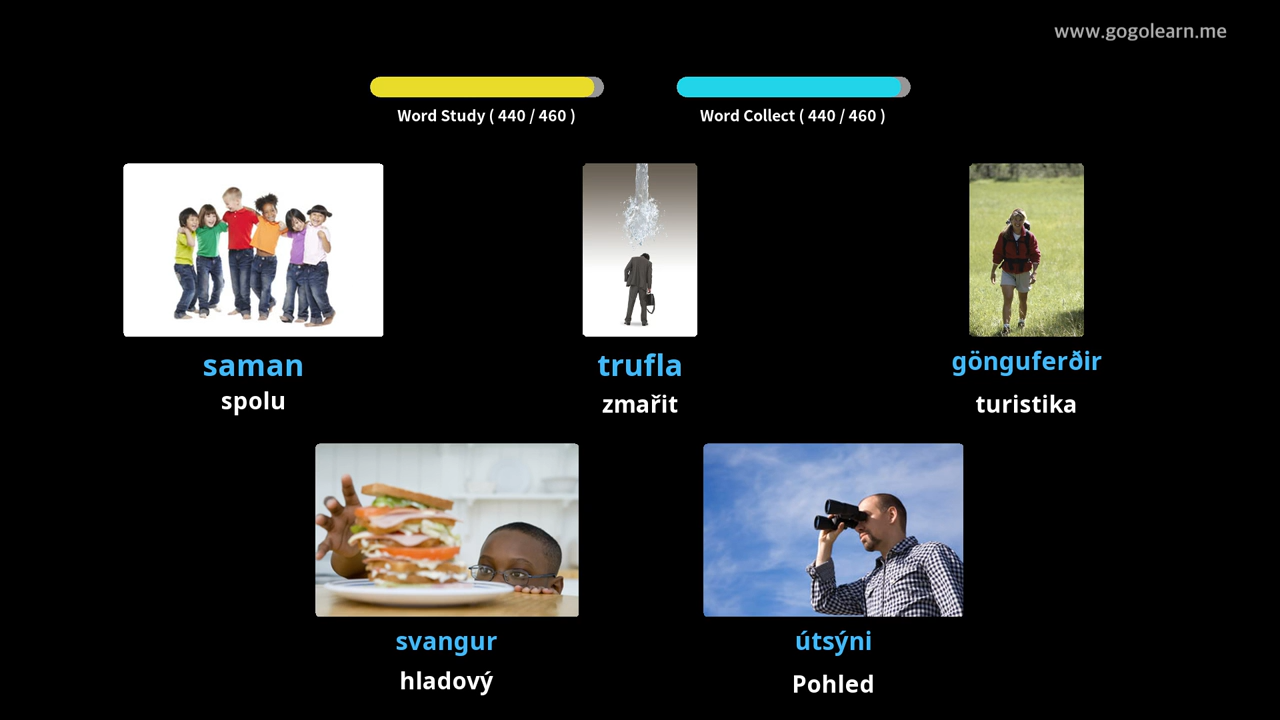 www.gogolearn.me
Word Study ( 440 / 460 )
Word Collect ( 440 / 460 )
saman
spolu
trufla
zmařit
gönguferðir
turistika
svangur
hladový
útsýni
Pohled